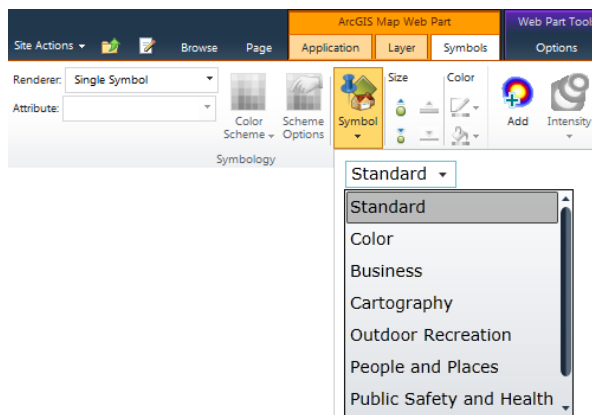 ArcGIS Map Web Part
Web Part Tool
Site Actions
Browse
Page
Application
Layer
Symbols
Options
Renderer:
Single Symbol
Attribute:
Color Scheme
Scheme Options
Symbol
Size
Color
Add
Intensity
Symbology
Standard
Standard
Color
Business
Cartography
Outdoor Recreation
People and Places
Public Safety and Health